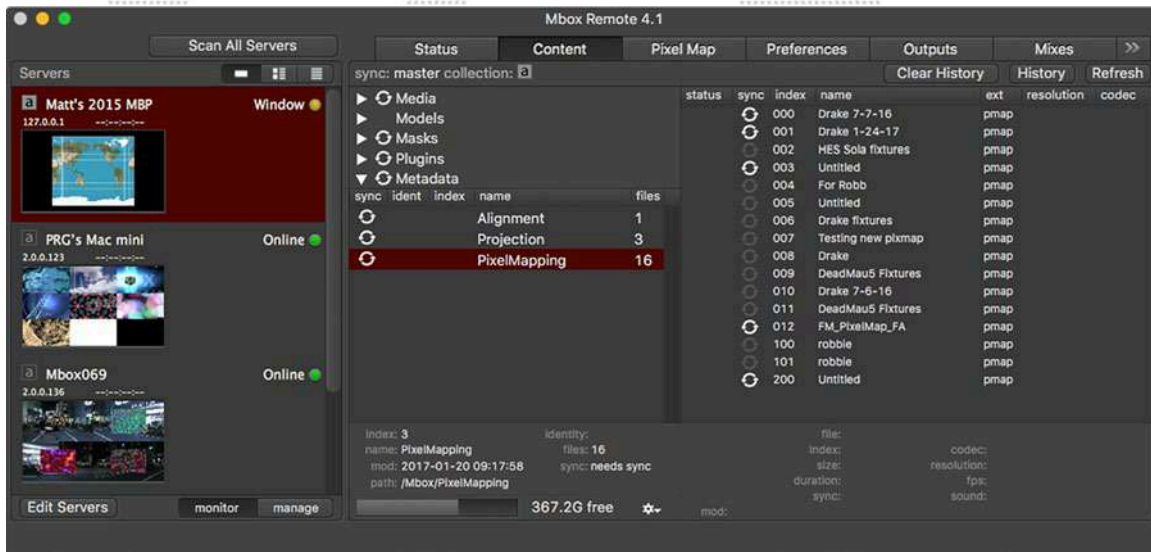 Mbox Remote 4.1
Scan All Servers
Status Content Pixel Map Preferences Outputs Mixes >>
Servers
sync: master collection: a
Clear History History Refresh
a Matt's 2015 MBP Window
127.0.0.1 --:--:--:--
a PRG's Mac mini Online
2.0.0.123 --:--:--:--
a Mbox069 Online
2.0.0.136 --:--:--:--
Edit Servers monitor manage
Media
Models
Masks
Plugins
Metadata
sync ident index name files
Alignment 1
Projection 3
PixelMapping 16
status sync index name ext resolution codec
000 Drake 7-7-16 pmap
001 Drake 1-24-17 pmap
002 HES Sola fixtures pmap
003 Untitled pmap
004 For Robb pmap
005 Untitled pmap
006 Drake fixtures pmap
007 Testing new pixmap pmap
008 Drake pmap
009 DeadMau5 Fixtures pmap
010 Drake 7-6-16 pmap
011 DeadMau5 Fixtures pmap
012 FM_PixelMap_FA pmap
100 robbie pmap
101 robbie pmap
200 Untitled pmap
index: 3 identity:
name: PixelMapping files: 16
mod: 2017-01-20 09:17:58 sync: needs sync
path: /Mbox/PixelMapping
367.2G free
file:
index: codec:
size: resolution:
duration: fps:
sync: sound:
mod: